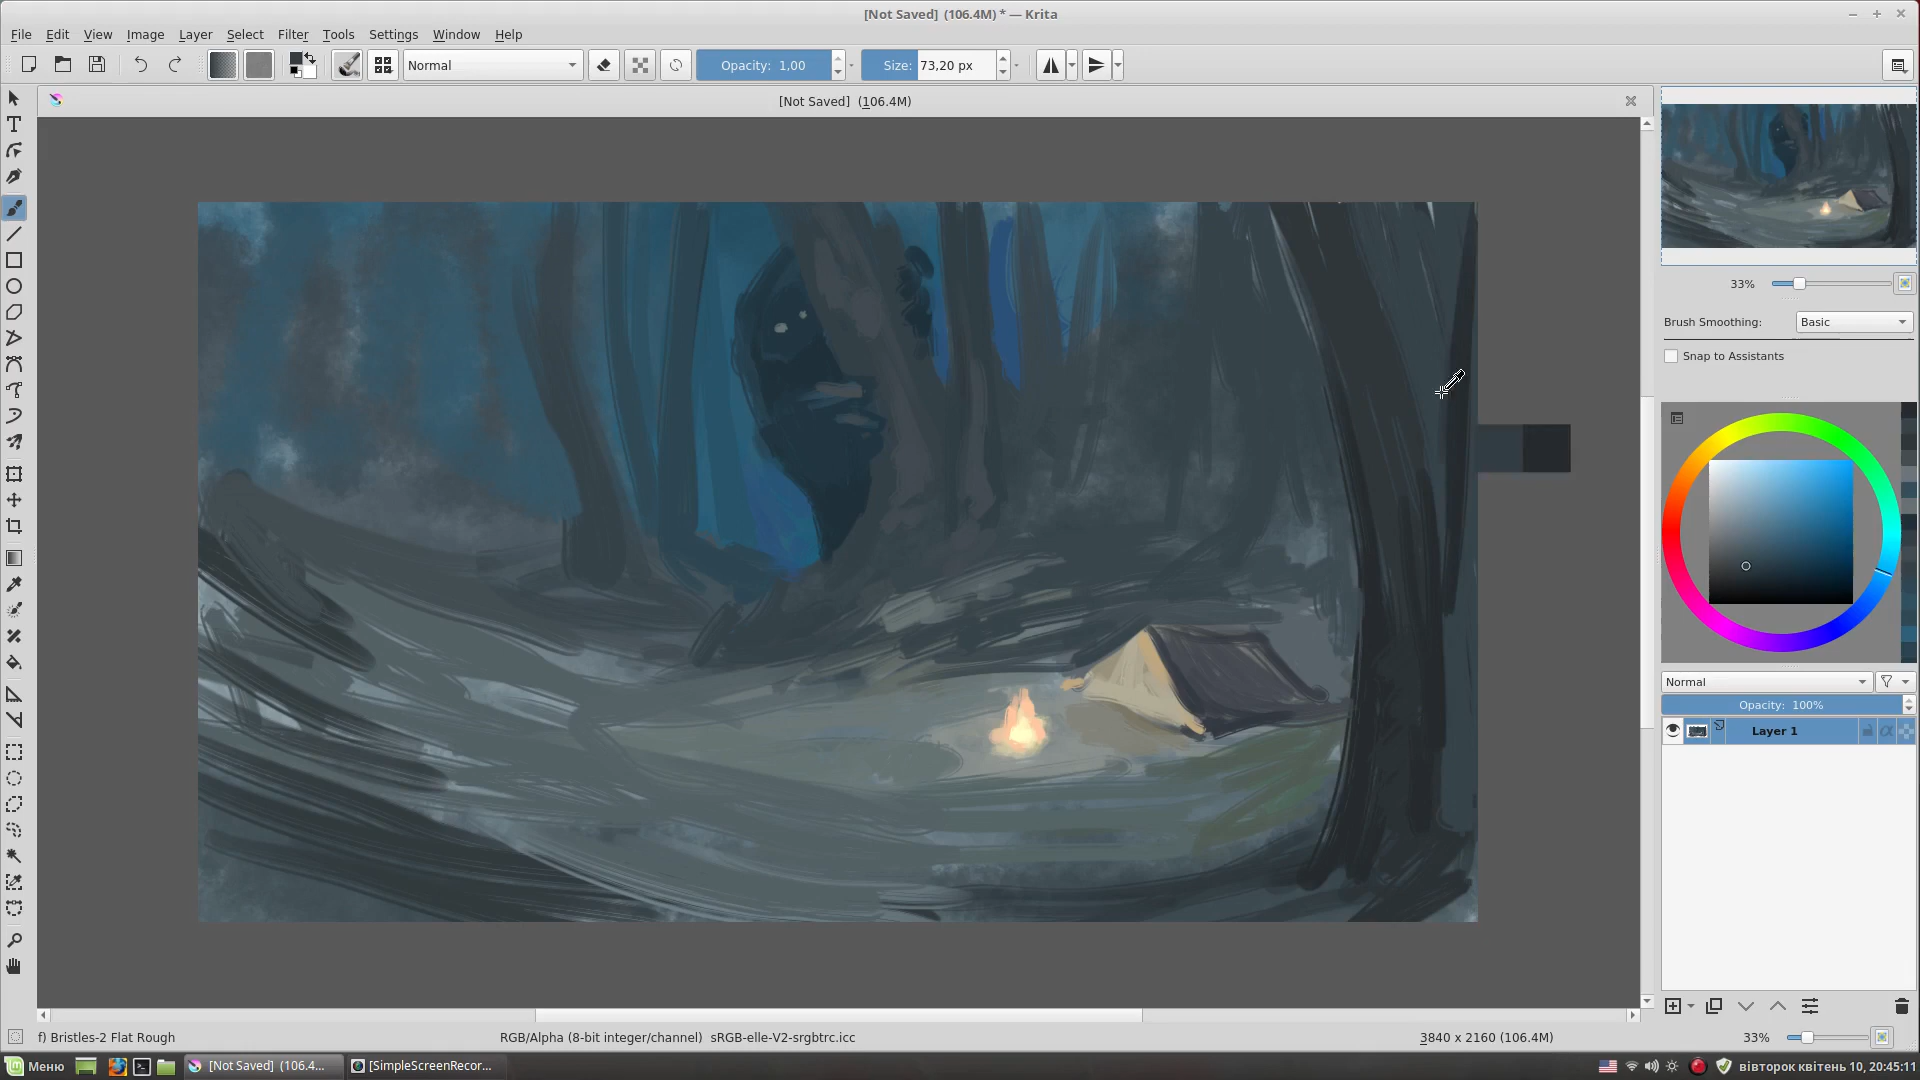 [Not Saved] (106.4M) * — Krita
File Edit View Image Layer Select Filter Tools Settings Window Help
Normal Opacity: 1,00 Size: 73,20 px
[Not Saved] (106.4M)
33%
Brush Smoothing: Basic
Snap to Assistants
Normal
Opacity: 100%
Layer 1
f) Bristles-2 Flat Rough RGB/Alpha (8-bit integer/channel) sRGB-elle-V2-srgbtrc.icc 3840 x 2160 (106.4M) 33%
Меню [Not Saved] (106.4... [SimpleScreenRecor... вівторок квітень 10, 20:45:11